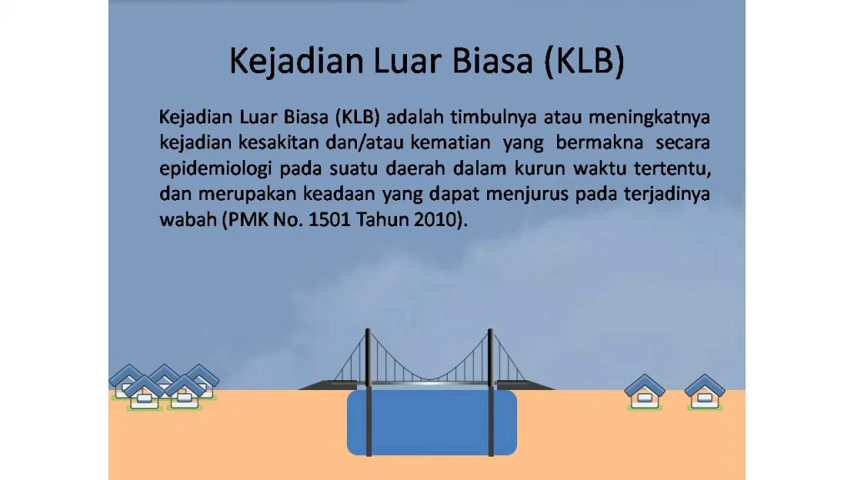 Kejadian Luar Biasa (KLB)
Kejadian Luar Biasa (KLB) adalah timbulnya atau meningkatnya
kejadian kesakitan dan/atau kematian yang bermakna secara
epidemiologi pada suatu daerah dalam kurun waktu tertentu,
dan merupakan keadaan yang dapat menjurus pada terjadinya
wabah (PMK No. 1501 Tahun 2010).